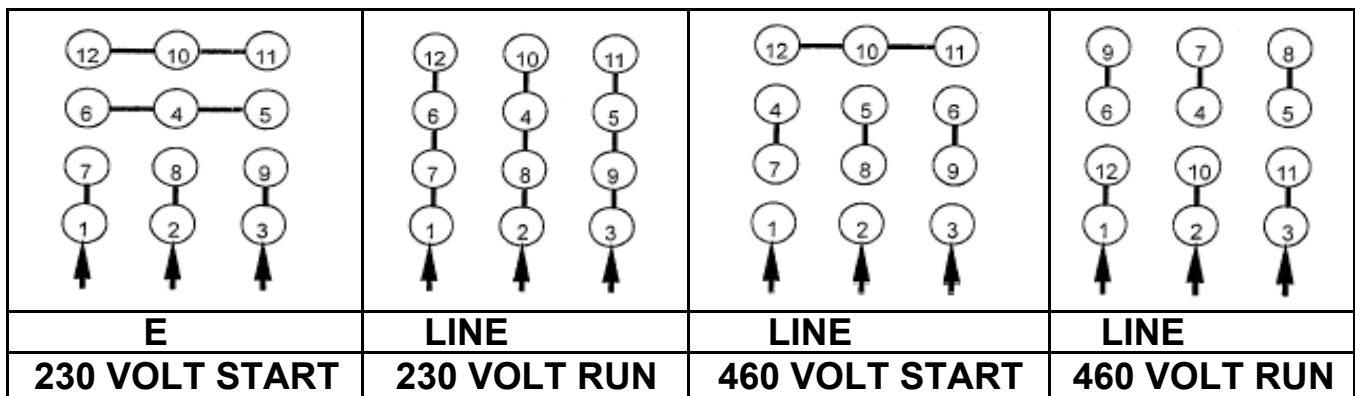 12 10 11
6 4 5
7 8 9
1 2 3
E
230 VOLT START
12 10 11
6 4 5
7 8 9
1 2 3
LINE
230 VOLT RUN
12 10 11
4 5 6
7 8 9
1 2 3
LINE
460 VOLT START
9 7 8
6 4 5
12 10 11
1 2 3
LINE
460 VOLT RUN